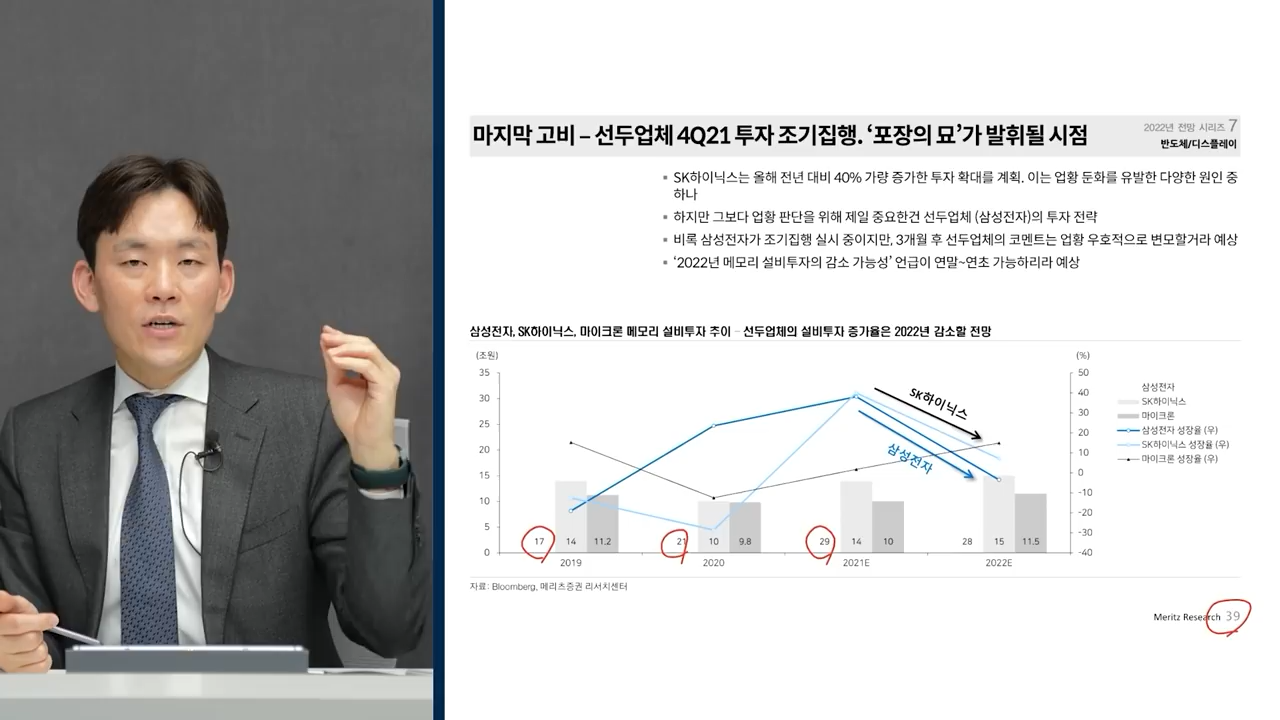 마지막 고비 – 선두업체 4Q21 투자 조기집행. ‘포장의 묘’가 발휘될 시점
2022년 전망 시리즈 7
반도체/디스플레이
▪ SK하이닉스는 올해 전년 대비 40% 가량 증가한 투자 확대를 계획. 이는 업황 둔화를 유발한 다양한 원인 중
하나
▪ 하지만 그보다 업황 판단을 위해 제일 중요한건 선두업체 (삼성전자)의 투자 전략
▪ 비록 삼성전자가 조기집행 실시 중이지만, 3개월 후 선두업체의 코멘트는 업황 우호적으로 변모할거라 예상
▪ ‘2022년 메모리 설비투자의 감소 가능성’ 언급이 연말~연초 가능하리라 예상
삼성전자, SK하이닉스, 마이크론 메모리 설비투자 추이 – 선두업체의 설비투자 증가율은 2022년 감소할 전망
(조원)
(%)
35
30
25
20
15
10
5
0
50
40
30
20
10
0
-10
-20
-30
-40
SK하이닉스
삼성전자
17 14 11.2
21 10 9.8
29 14 10
28 15 11.5
2019 2020 2021E 2022E
삼성전자
SK하이닉스
마이크론
삼성전자 성장율 (우)
SK하이닉스 성장율 (우)
마이크론 성장율 (우)
자료: Bloomberg, 메리츠증권 리서치센터
Meritz Research 39